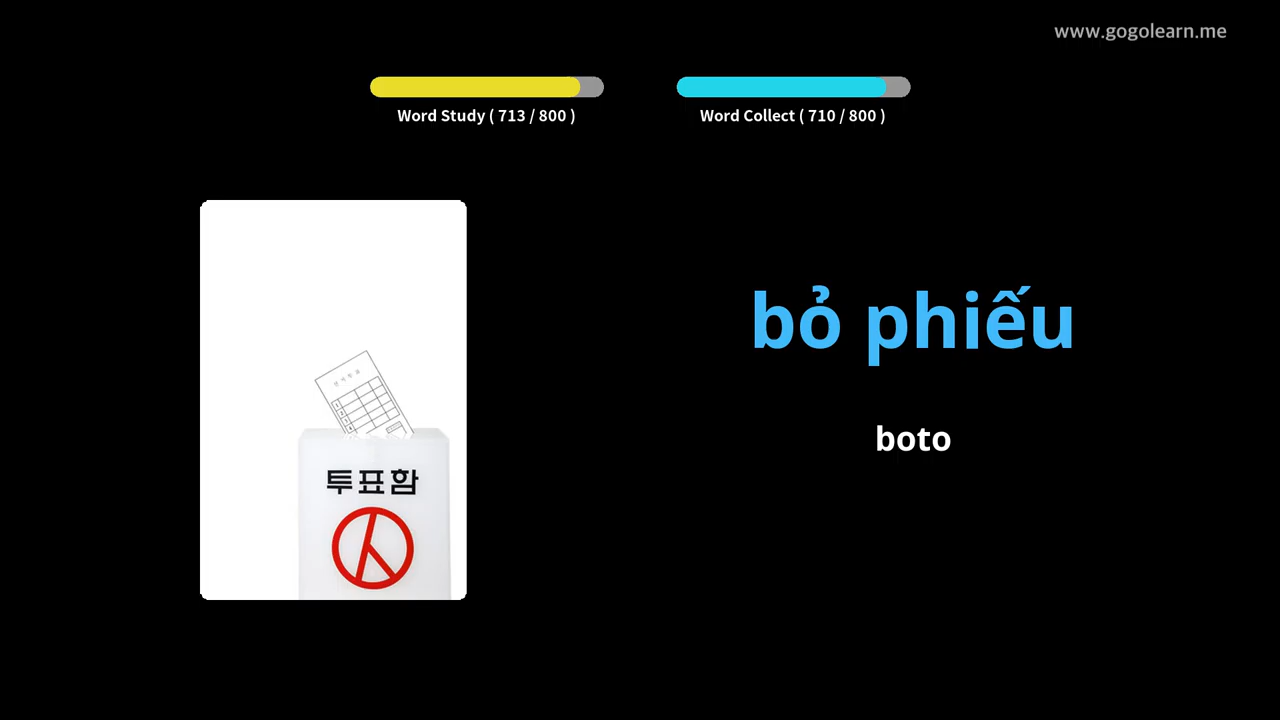 www.gogolearn.me
Word Study ( 713 / 800 )
Word Collect ( 710 / 800 )
bỏ phiếu
boto
투표함